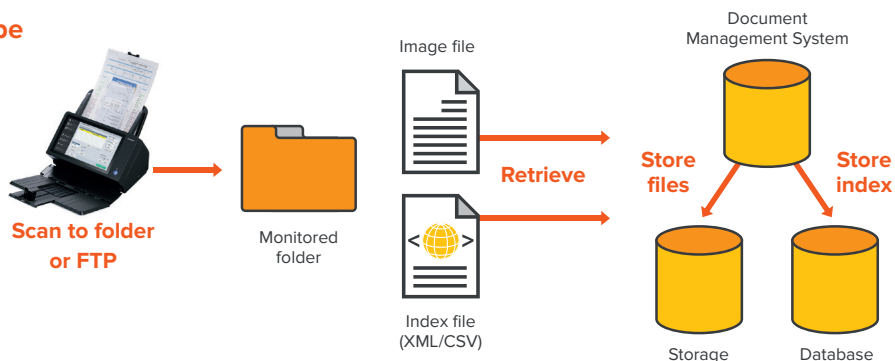 Scan to folder
or FTP
Monitored
folder
Image file
Index file
(XML/CSV)
Retrieve
Document
Management System
Store
files
Store
index
Storage
Database